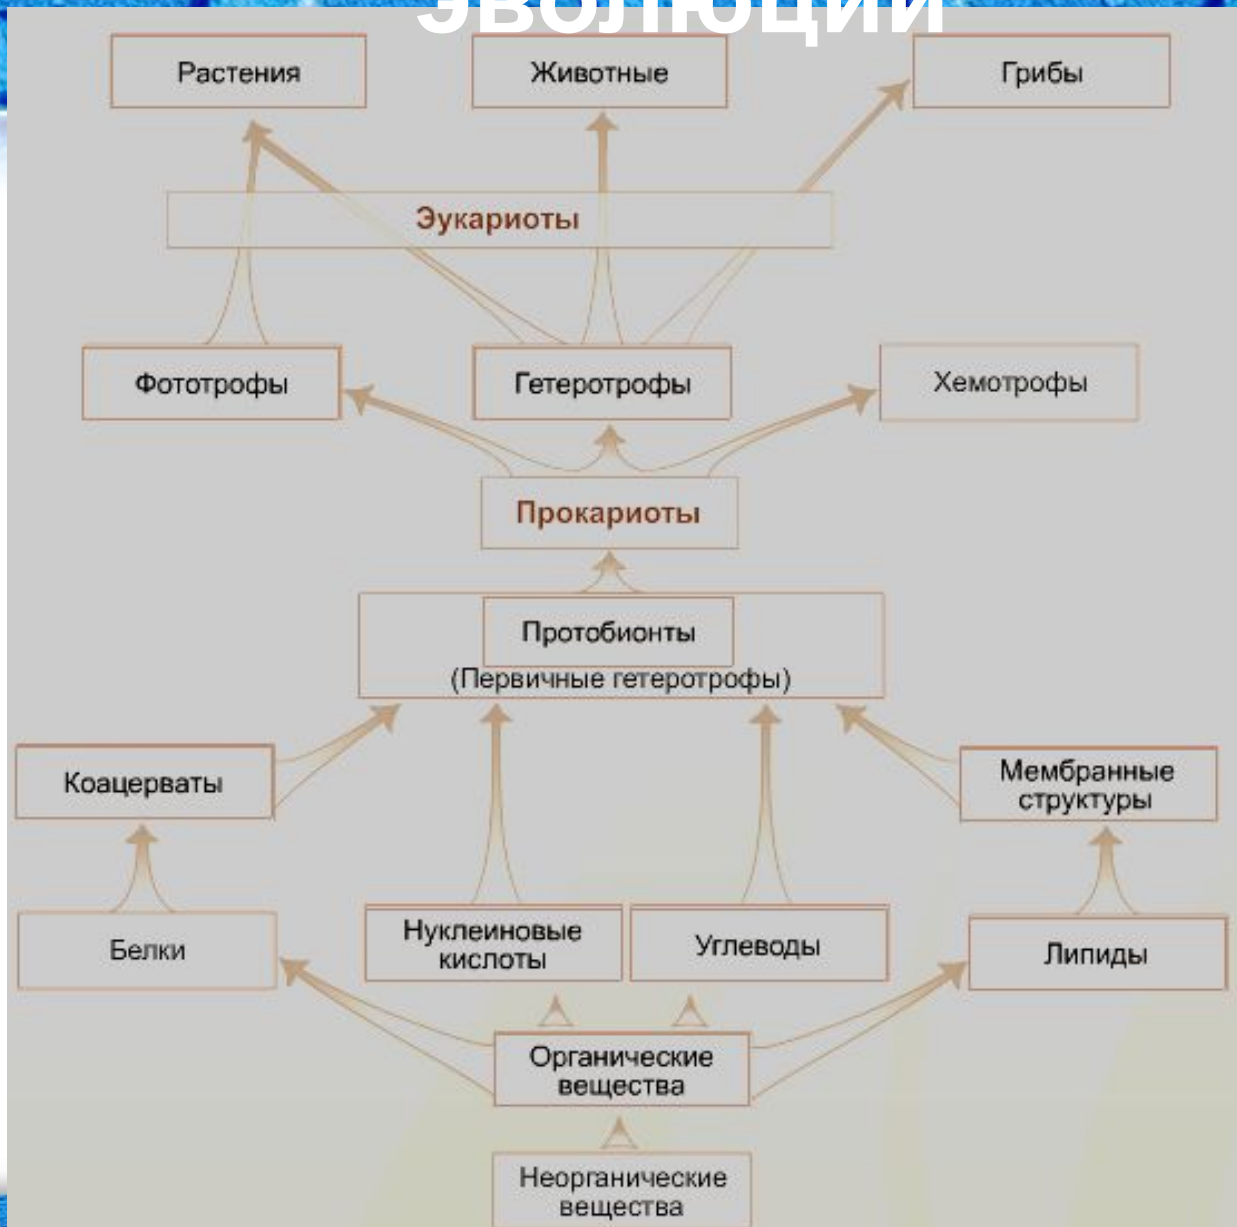 эволюции
Растения
Животные
Грибы
Эукариоты
Фототрофы
Гетеротрофы
Хемотрофы
Прокариоты
Протобионты
(Первичные гетеротрофы)
Коацерваты
Мембранные
структуры
Белки
Нуклеиновые
кислоты
Углеводы
Липиды
Органические
вещества
Неорганические
вещества